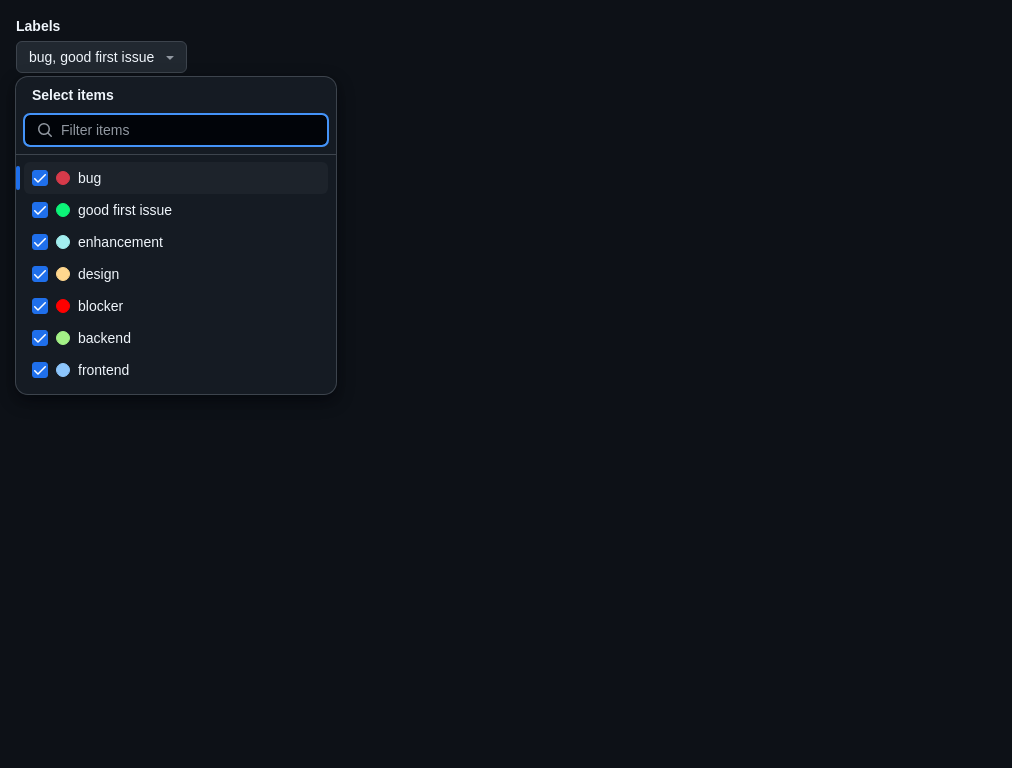 Labels
bug, good first issue
Select items
Filter items
bug
good first issue
enhancement
design
blocker
backend
frontend